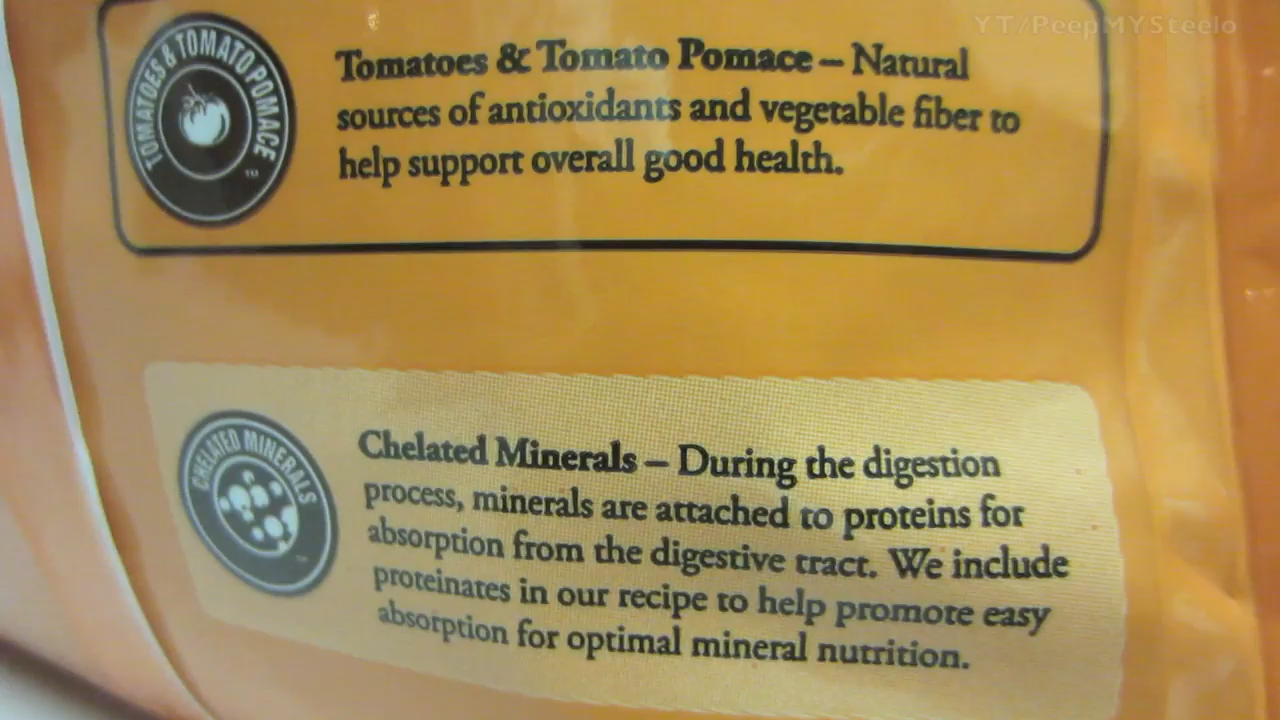 YT/PeepMYSteelo
TOMATOES & TOMATO POMACE
TM
Tomatoes & Tomato Pomace – Natural
sources of antioxidants and vegetable fiber to
help support overall good health.
CHELATED MINERALS
Chelated Minerals – During the digestion
process, minerals are attached to proteins for
absorption from the digestive tract. We include
proteinates in our recipe to help promote easy
absorption for optimal mineral nutrition.